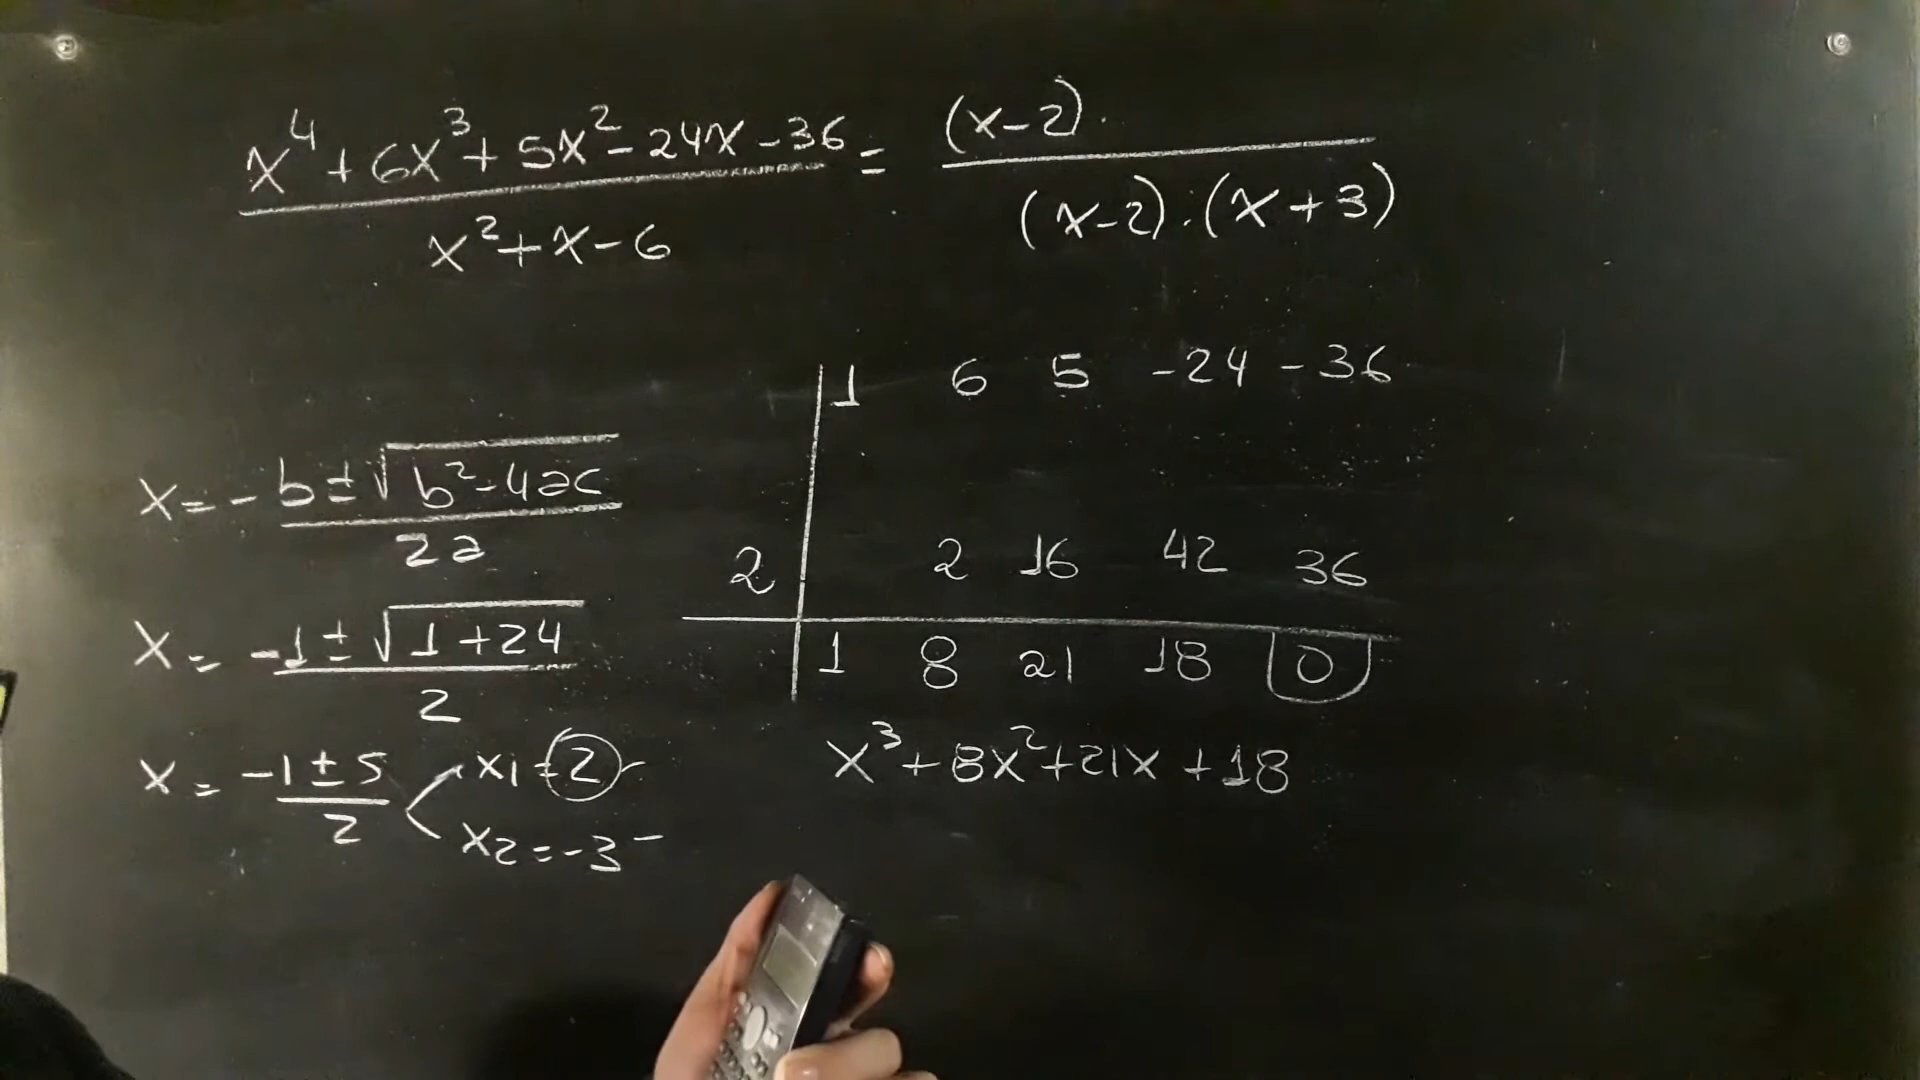 x⁴ + 6x³ + 5x² - 24x - 36 = (x-2).
x² + x - 6
(x-2).(x+3)
1 6 5 -24 -36
x = -b ± √b² - 4ac
2a
2 2 16 42 36
x = -1 ± √1 + 24
2
1 8 21 18 0
x = -1 ± 5
2
x1 = 2
x2 = -3
x³ + 8x² + 21x + 18